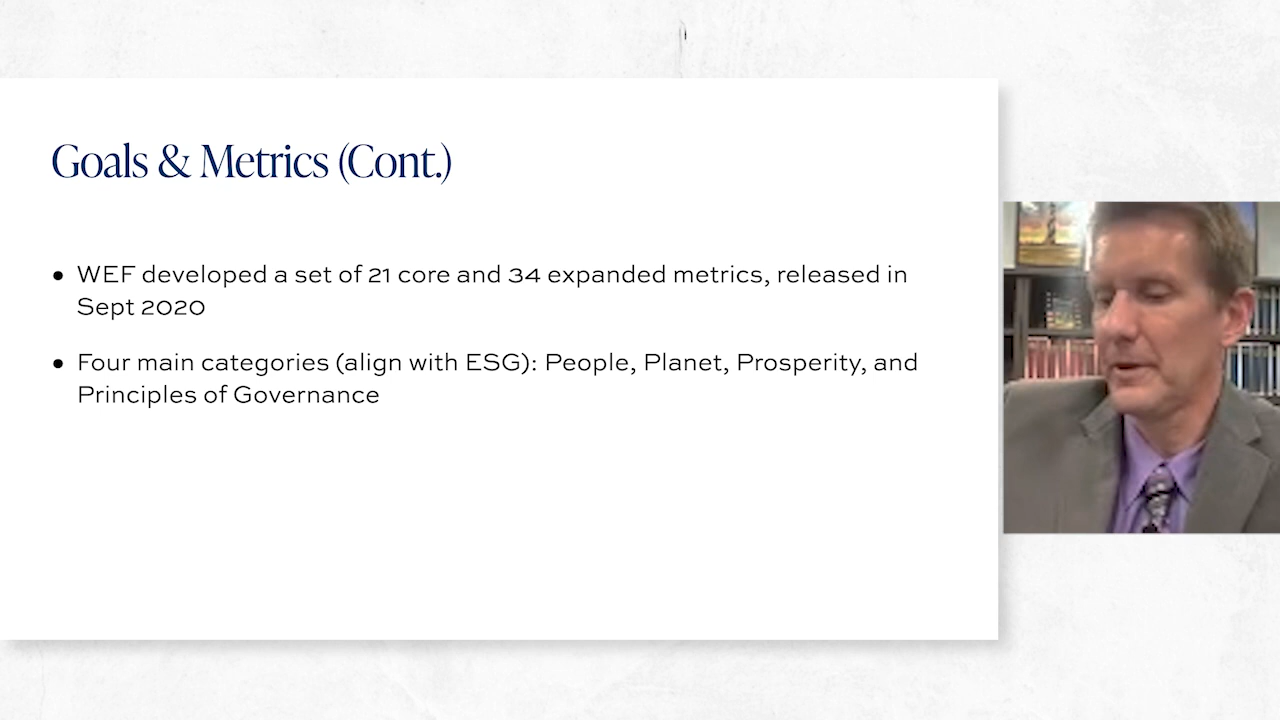 Goals & Metrics (Cont.)
• WEF developed a set of 21 core and 34 expanded metrics, released in
Sept 2020
• Four main categories (align with ESG): People, Planet, Prosperity, and
Principles of Governance